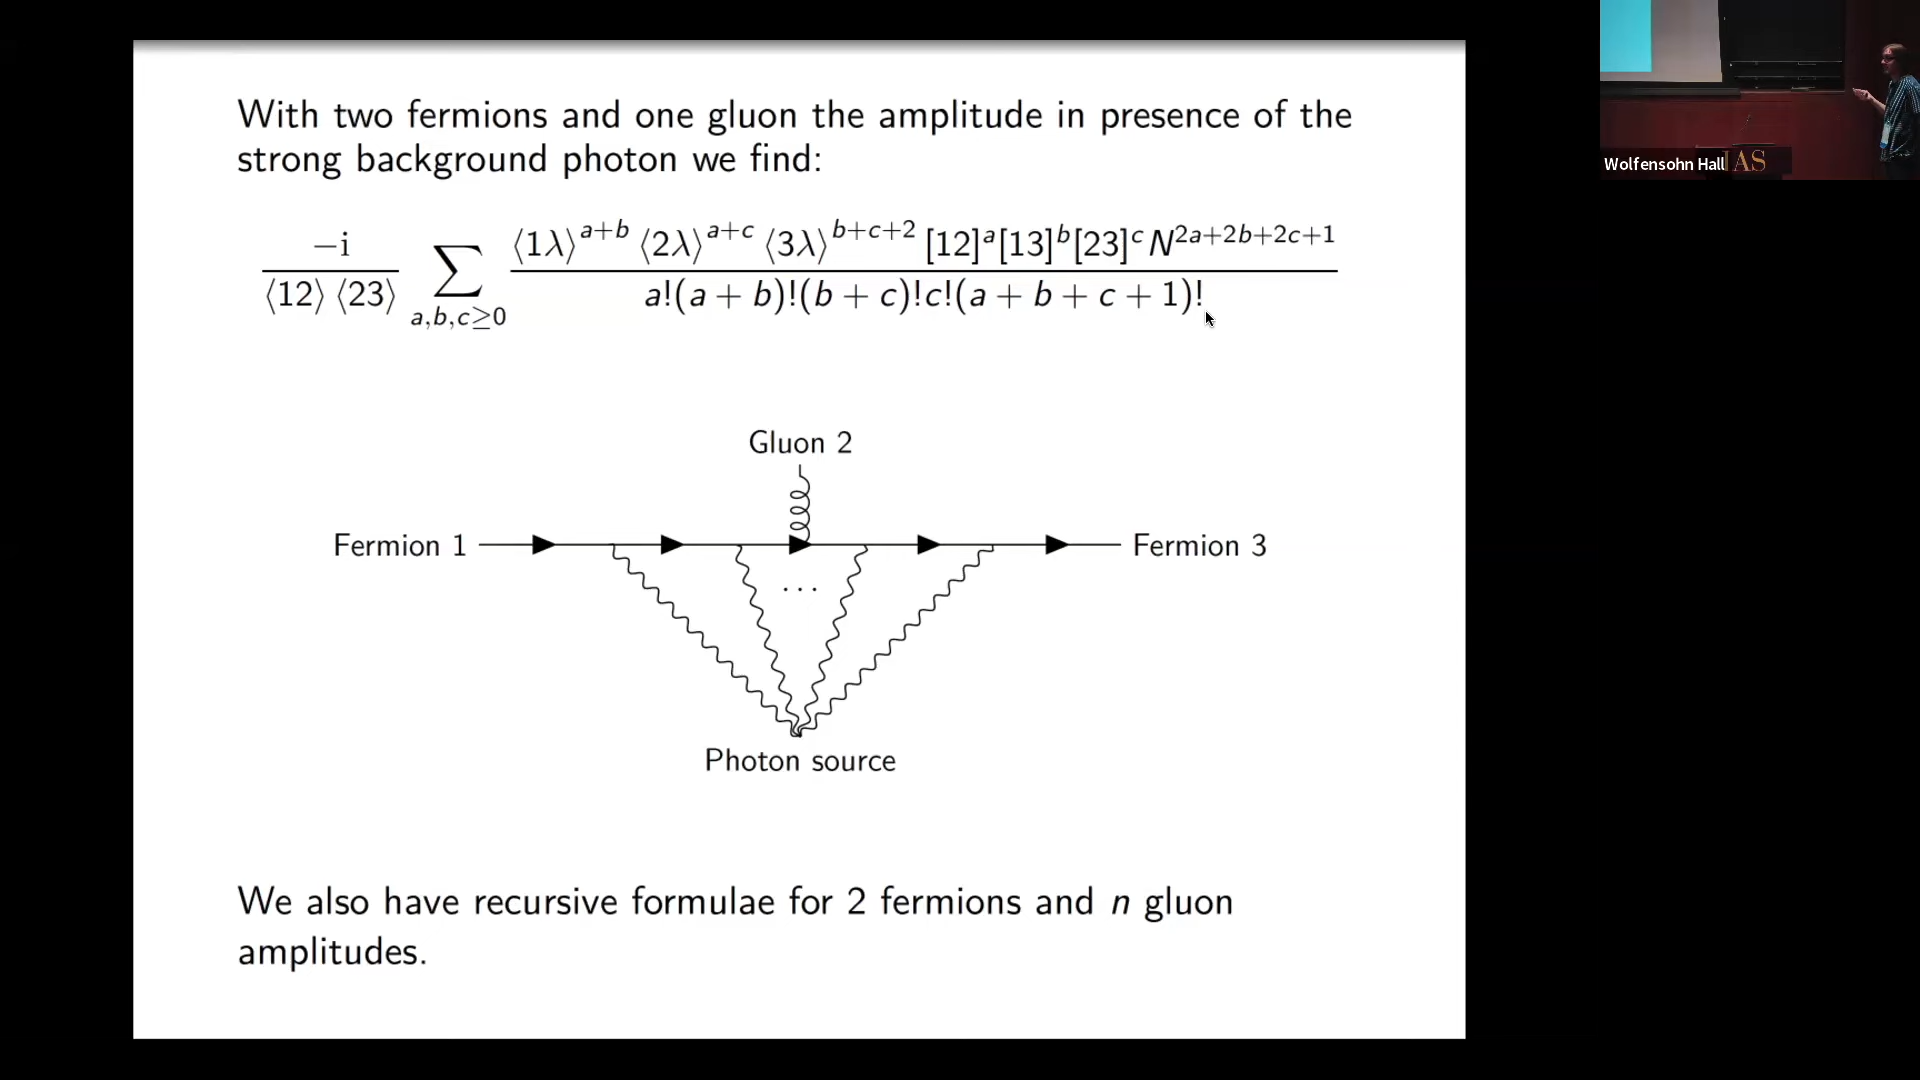 With two fermions and one gluon the amplitude in presence of the
strong background photon we find:
−i / ⟨12⟩ ⟨23⟩ ∑_{a,b,c≥0} ⟨1λ⟩^{a+b} ⟨2λ⟩^{a+c} ⟨3λ⟩^{b+c+2} [12]^a [13]^b [23]^c N^{2a+2b+2c+1} / a!(a + b)!(b + c)!c!(a + b + c + 1)!
Gluon 2
Fermion 1
Fermion 3
...
Photon source
We also have recursive formulae for 2 fermions and n gluon
amplitudes.
Wolfensohn Hall
IAS